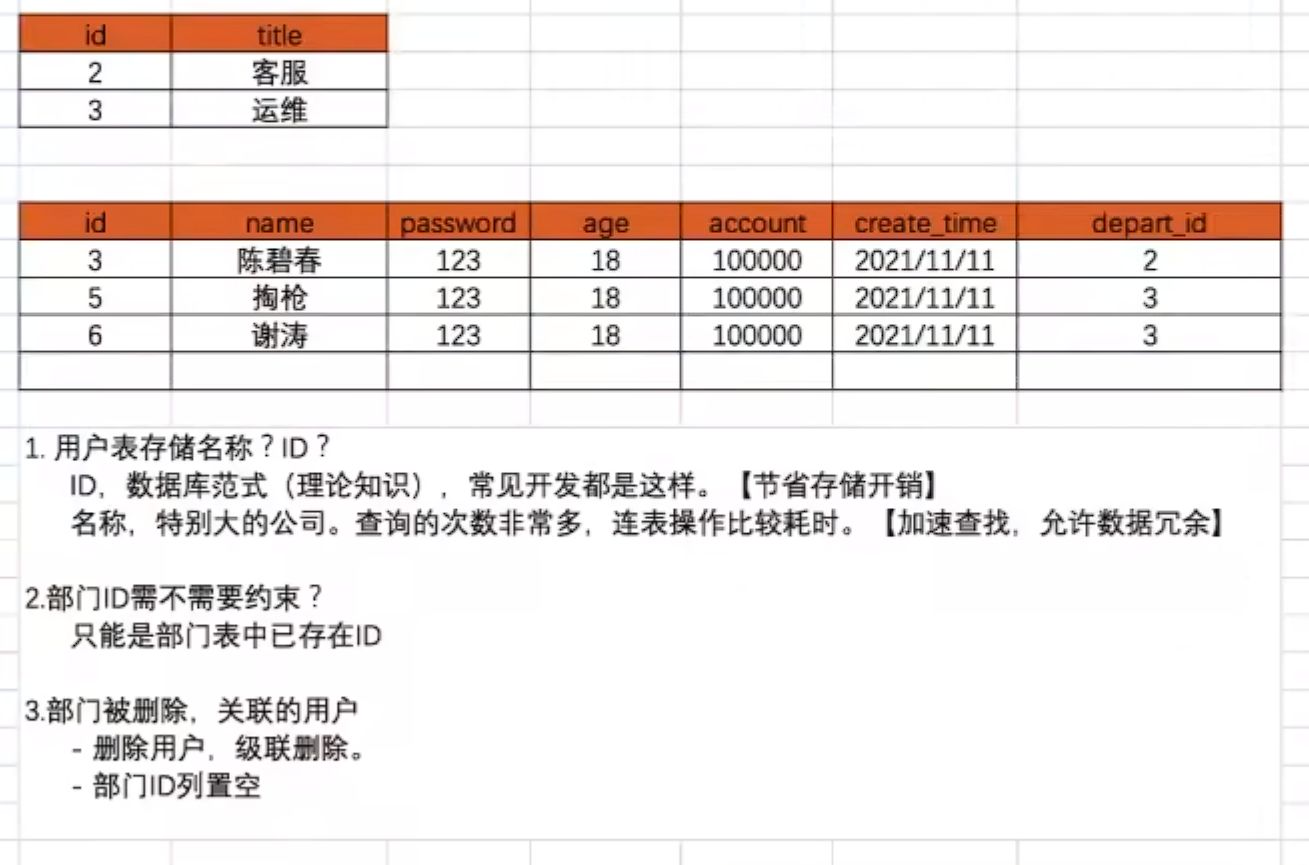 id title
2 客服
3 运维
id name password age account create_time depart_id
3 陈碧春 123 18 100000 2021/11/11 2
5 掏枪 123 18 100000 2021/11/11 3
6 谢涛 123 18 100000 2021/11/11 3
1. 用户表存储名称？ID？
ID，数据库范式（理论知识），常见开发都是这样。【节省存储开销】
名称，特别大的公司。查询的次数非常多，连表操作比较耗时。【加速查找，允许数据冗余】
2.部门ID需不需要约束？
只能是部门表中已存在ID
3.部门被删除，关联的用户
- 删除用户，级联删除。
- 部门ID列置空